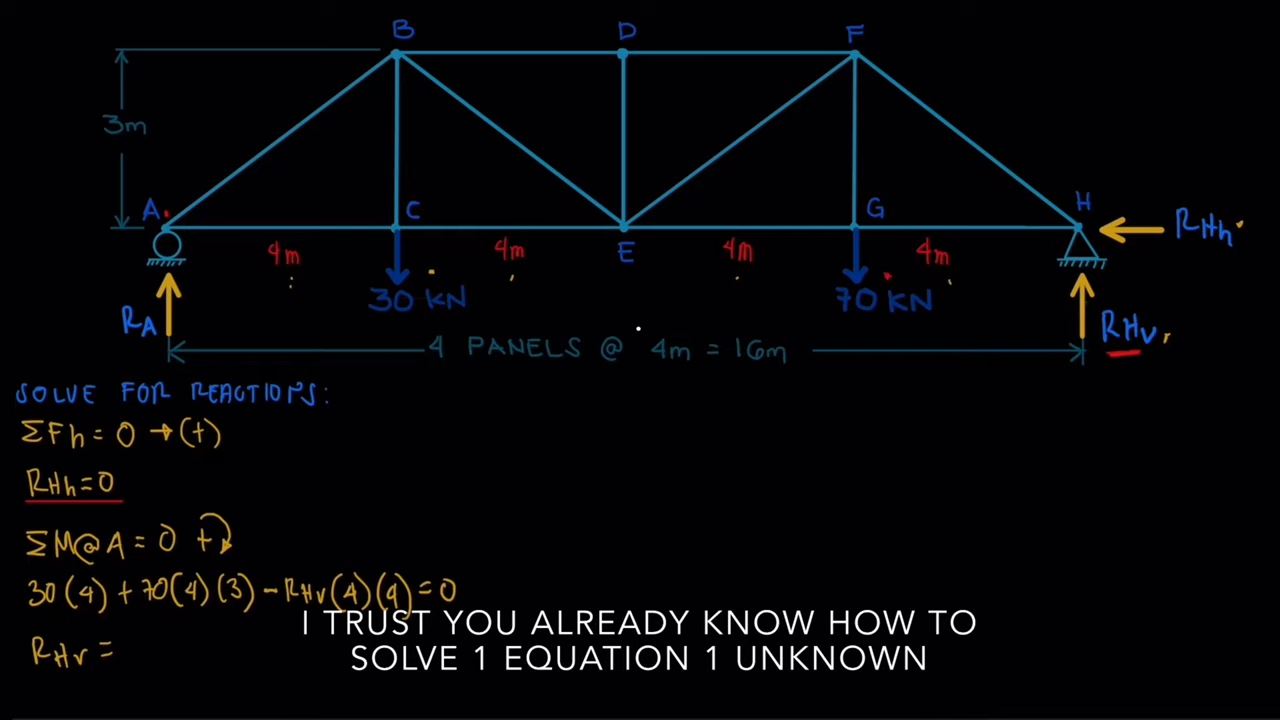 B D F
3m
A C G H
RHh
4m 4m E 4m 4m
30 KN 70 KN
RA RHv
4 PANELS @ 4m = 16m
SOLVE FOR REACTIONS:
ΣFh = 0 → (+)
RHh = 0
ΣM@A = 0 +
30(4) + 70(4)(3) - RHv(4)(4) = 0
RHv =
I TRUST YOU ALREADY KNOW HOW TO
SOLVE 1 EQUATION 1 UNKNOWN